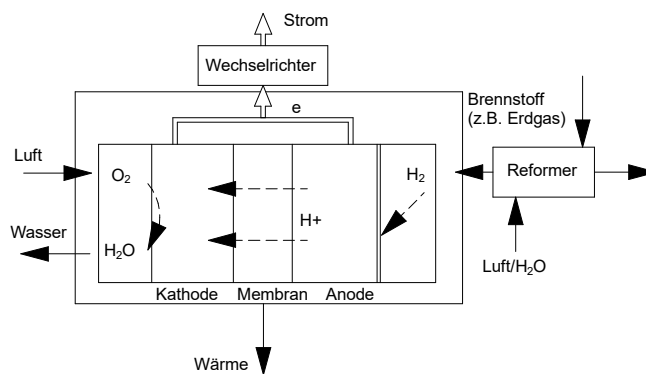 Strom
Wechselrichter
e
Brennstoff
(z.B. Erdgas)
Luft
O₂
H₂
Reformer
H+
Wasser
H₂O
Luft/H₂O
Kathode Membran Anode
Wärme